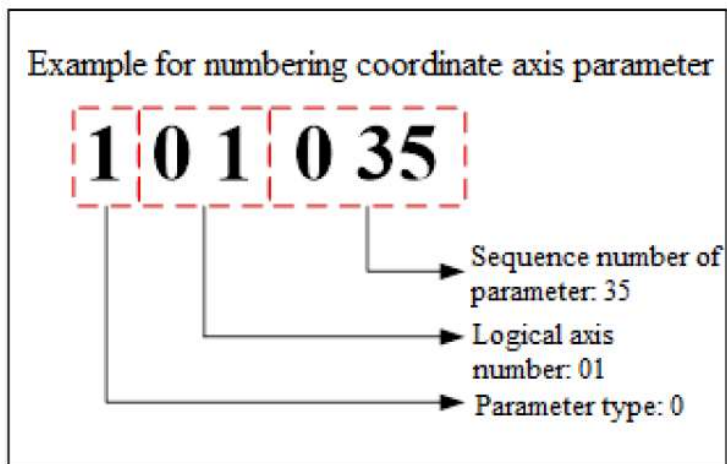 Example for numbering coordinate axis parameter
1 0 1 0 35
Sequence number of
parameter: 35
Logical axis
number: 01
Parameter type: 0